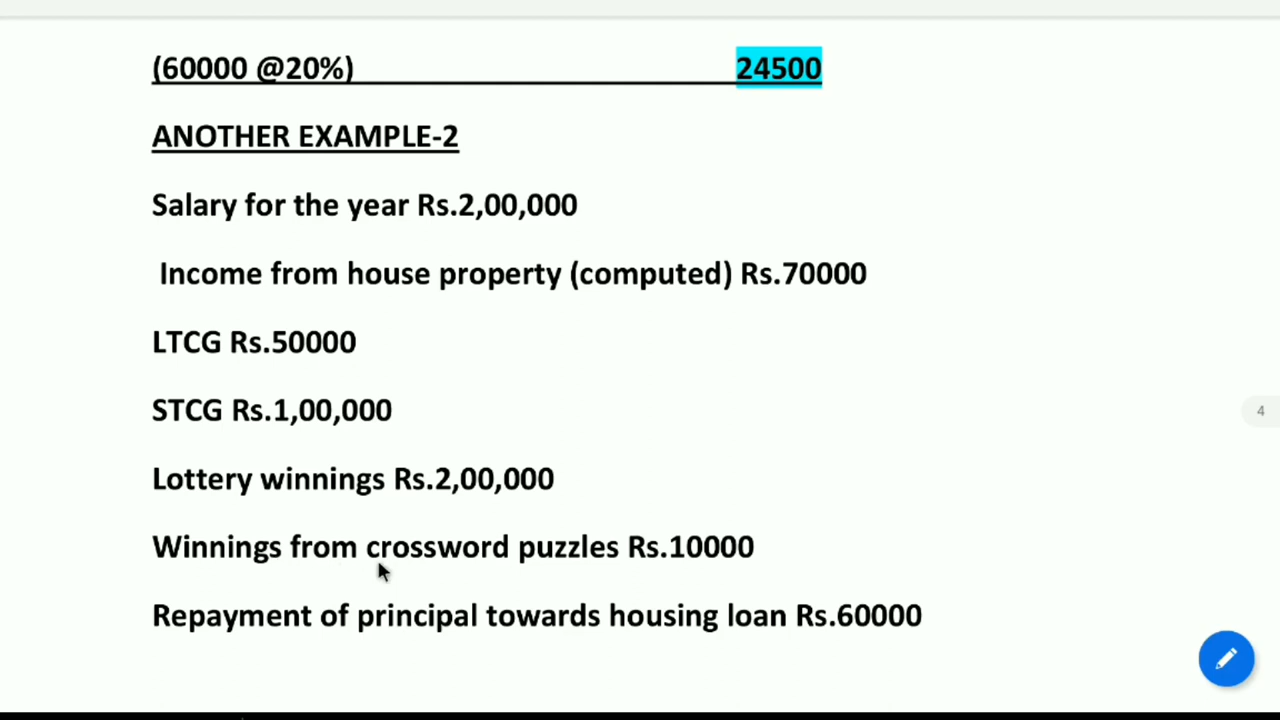 (60000 @20%) 24500
ANOTHER EXAMPLE-2
Salary for the year Rs.2,00,000
Income from house property (computed) Rs.70000
LTCG Rs.50000
STCG Rs.1,00,000
Lottery winnings Rs.2,00,000
Winnings from crossword puzzles Rs.10000
Repayment of principal towards housing loan Rs.60000
4